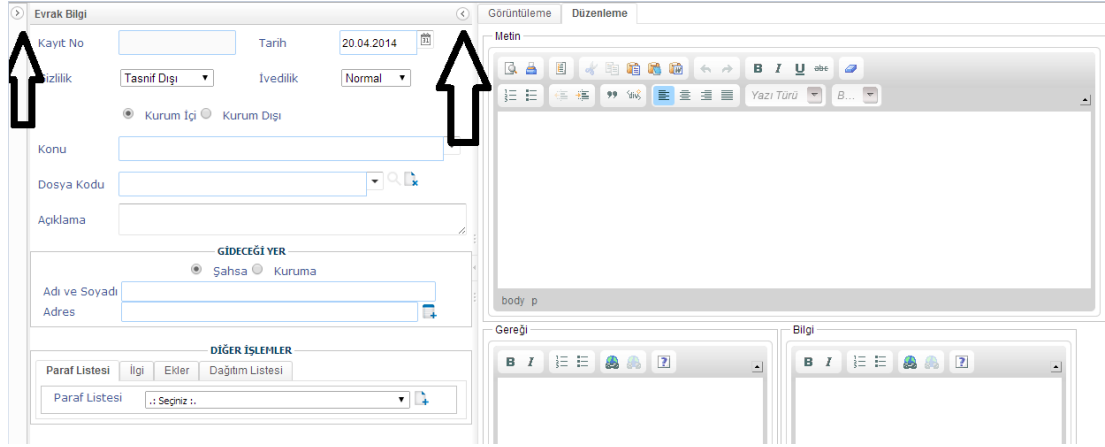 Evrak Bilgi
Görüntüleme Düzenleme
Metin
Kayıt No Tarih 20.04.2014
Gizlilik Tasnif Dışı İvedilik Normal
Kurum İçi Kurum Dışı
Konu
Dosya Kodu
Açıklama
GİDECEĞİ YER
Şahsa Kuruma
Adı ve Soyadı
Adres
DİĞER İŞLEMLER
Paraf Listesi İlgi Ekler Dağıtım Listesi
Paraf Listesi .: Seçiniz :.
B I U abc
Yazı Türü B...
body p
Gereği
B I
Bilgi
B I